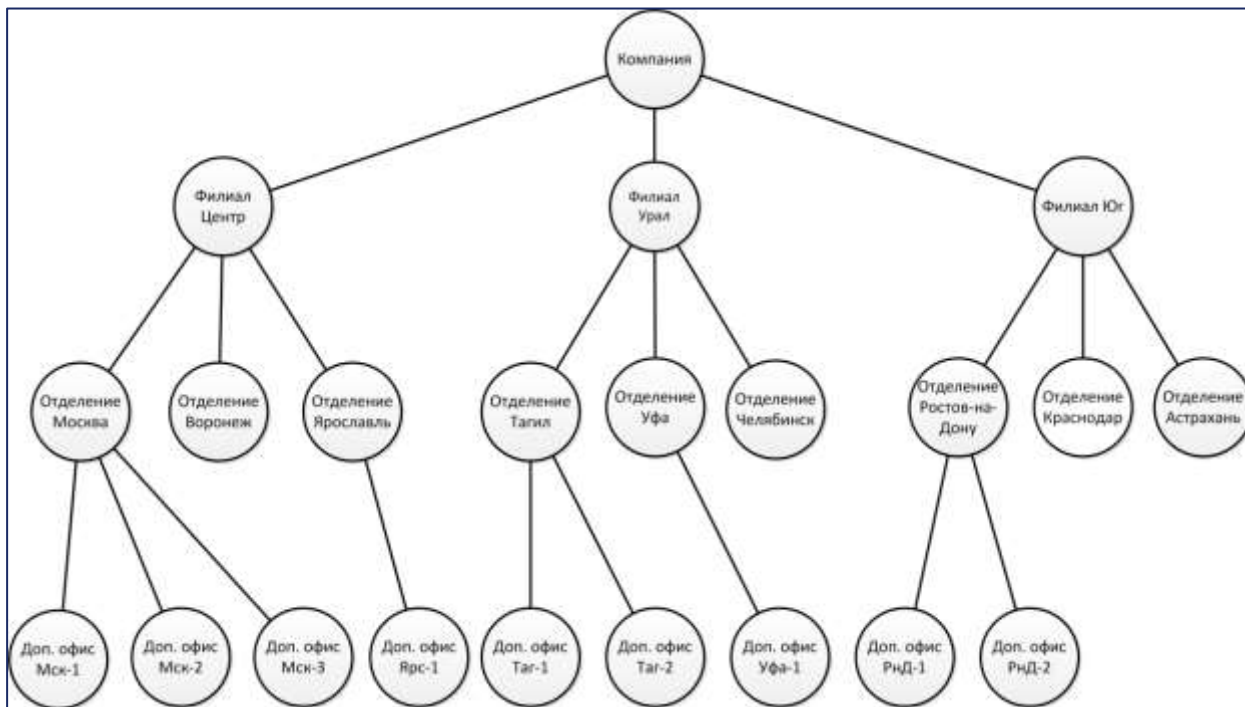 Компания
Филиал
Центр
Филиал
Урал
Филиал Юг
Отделение
Москва
Отделение
Воронеж
Отделение
Ярославль
Отделение
Тагил
Отделение
Уфа
Отделение
Челябинск
Отделение
Ростов-на-
Дону
Отделение
Краснодар
Отделение
Астрахань
Доп. офис
Мск-1
Доп. офис
Мск-2
Доп. офис
Мск-3
Доп. офис
Ярс-1
Доп. офис
Таг-1
Доп. офис
Таг-2
Доп. офис
Уфа-1
Доп. офис
РнД-1
Доп. офис
РнД-2